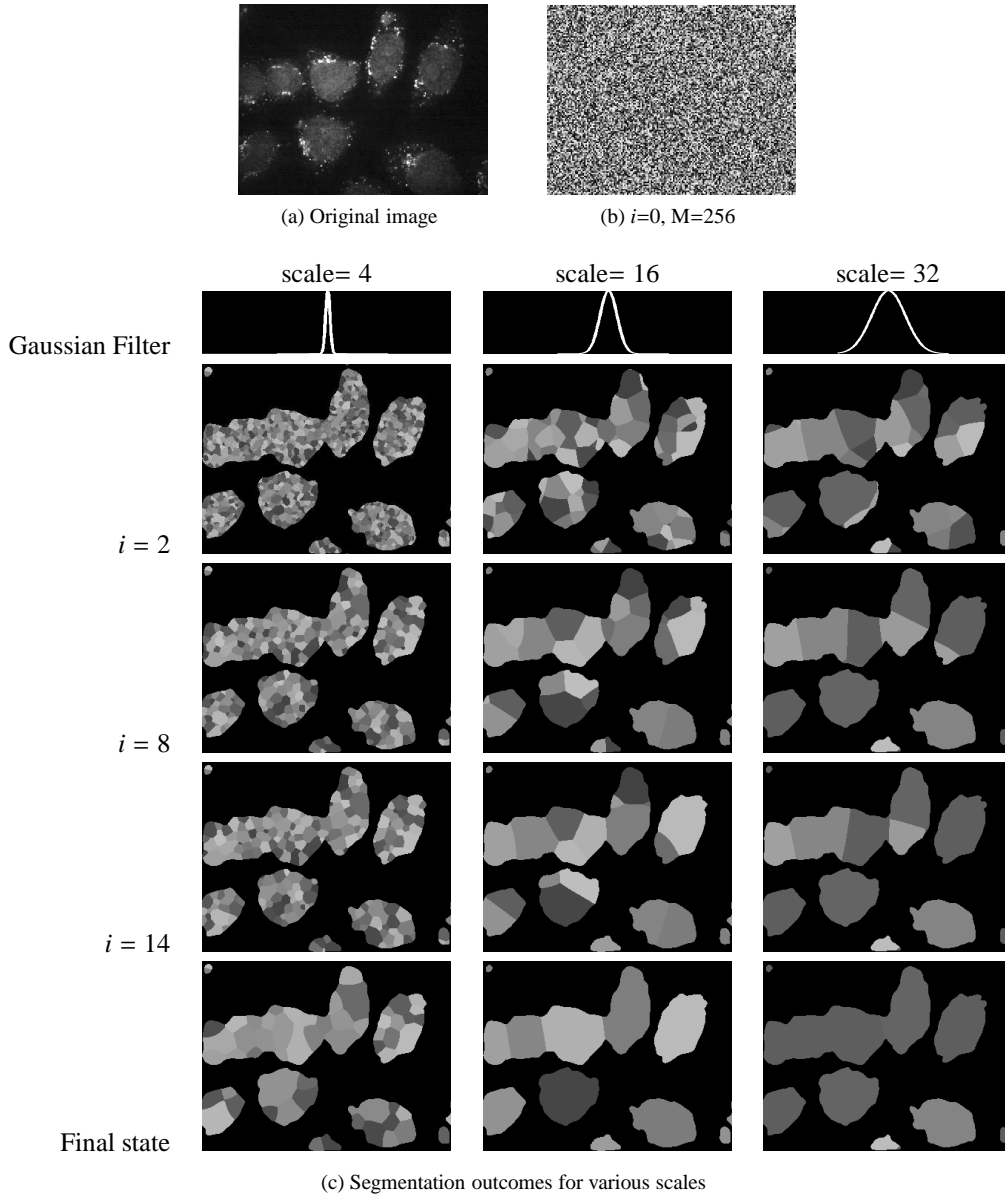 (a) Original image
(b) i=0, M=256
scale= 4
scale= 16
scale= 32
Gaussian Filter
i = 2
i = 8
i = 14
Final state
(c) Segmentation outcomes for various scales